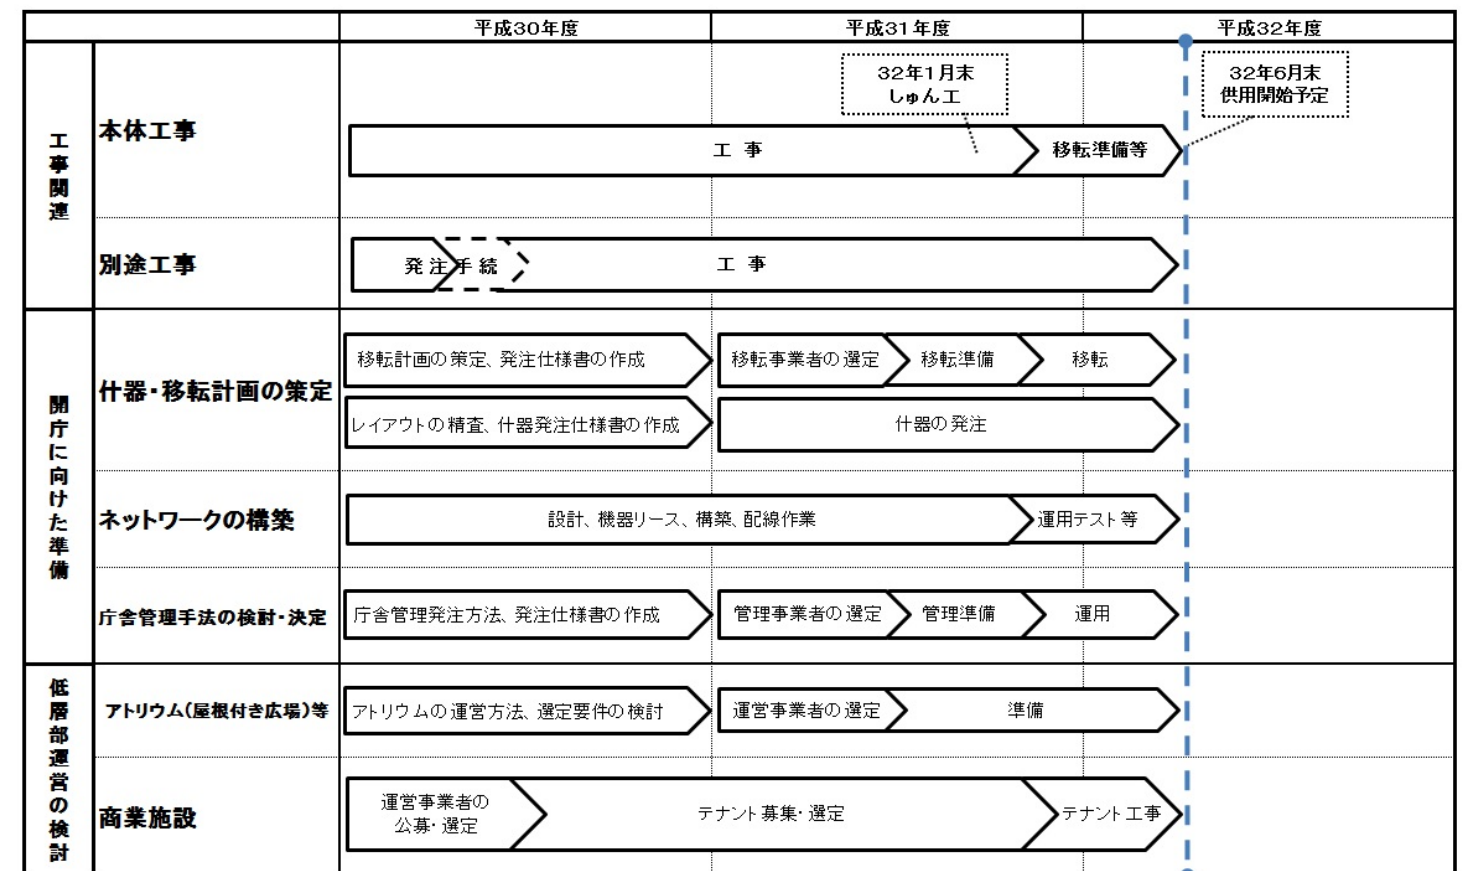 平成30年度
平成31年度
平成32年度
工事関連
本体工事
32年1月末
しゅん工
32年6月末
供用開始予定
工 事
移転準備等
別途工事
発注手続
工 事
開庁に向けた準備
什器・移転計画の策定
移転計画の策定、発注仕様書の作成
移転事業者の選定
移転準備
移転
レイアウトの精査、什器発注仕様書の作成
什器の発注
ネットワークの構築
設計、機器リース、構築、配線作業
運用テスト等
庁舎管理手法の検討・決定
庁舎管理発注方法、発注仕様書の作成
管理事業者の選定
管理準備
運用
低層部運営の検討
アトリウム(屋根付き広場)等
アトリウムの運営方法、選定要件の検討
運営事業者の選定
準備
商業施設
運営事業者の
公募・選定
テナント募集・選定
テナント工事